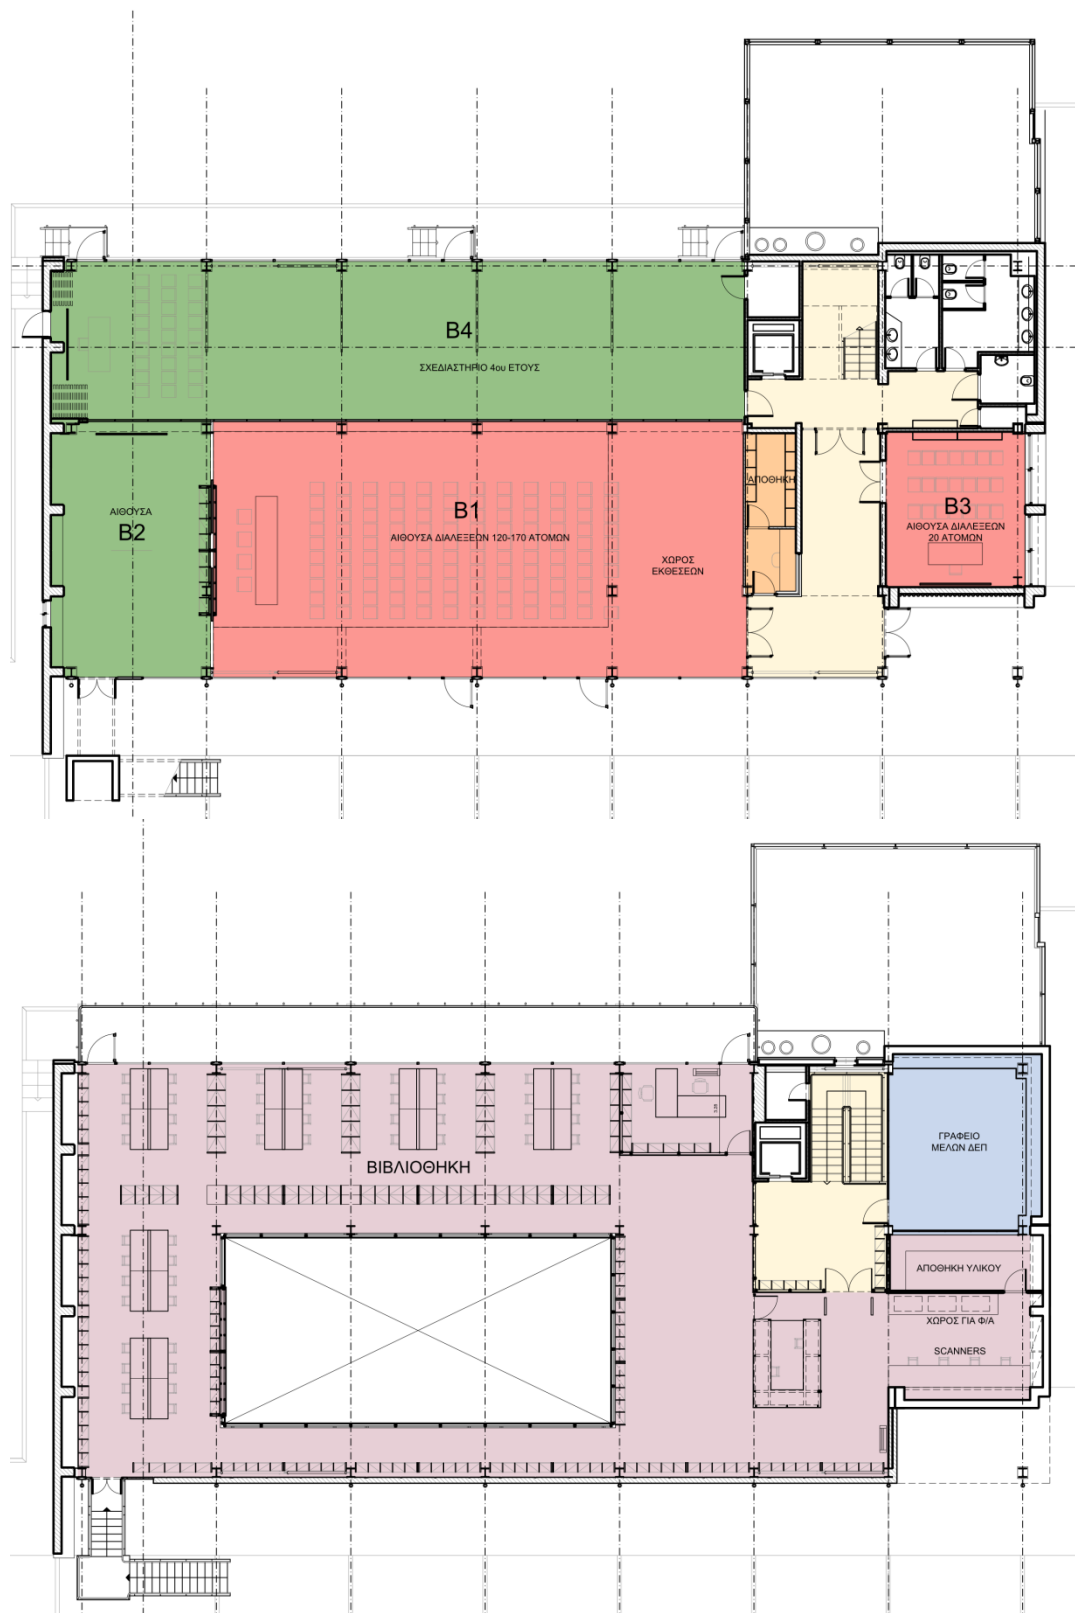 B4
ΣΧΕΔΙΑΣΤΗΡΙΟ 4ου ΕΤΟΥΣ
ΑΙΘΟΥΣΑ
B2
B1
ΑΙΘΟΥΣΑ ΔΙΑΛΕΞΕΩΝ 120-170 ΑΤΟΜΩΝ
ΧΩΡΟΣ
ΕΚΘΕΣΕΩΝ
ΑΠΟΘΗΚΗ
B3
ΑΙΘΟΥΣΑ ΔΙΑΛΕΞΕΩΝ
20 ΑΤΟΜΩΝ
ΒΙΒΛΙΟΘΗΚΗ
ΓΡΑΦΕΙΟ
ΜΕΛΩΝ ΔΕΠ
ΑΠΟΘΗΚΗ ΥΛΙΚΟΥ
ΧΩΡΟΣ ΓΙΑ Φ/Α
SCANNERS